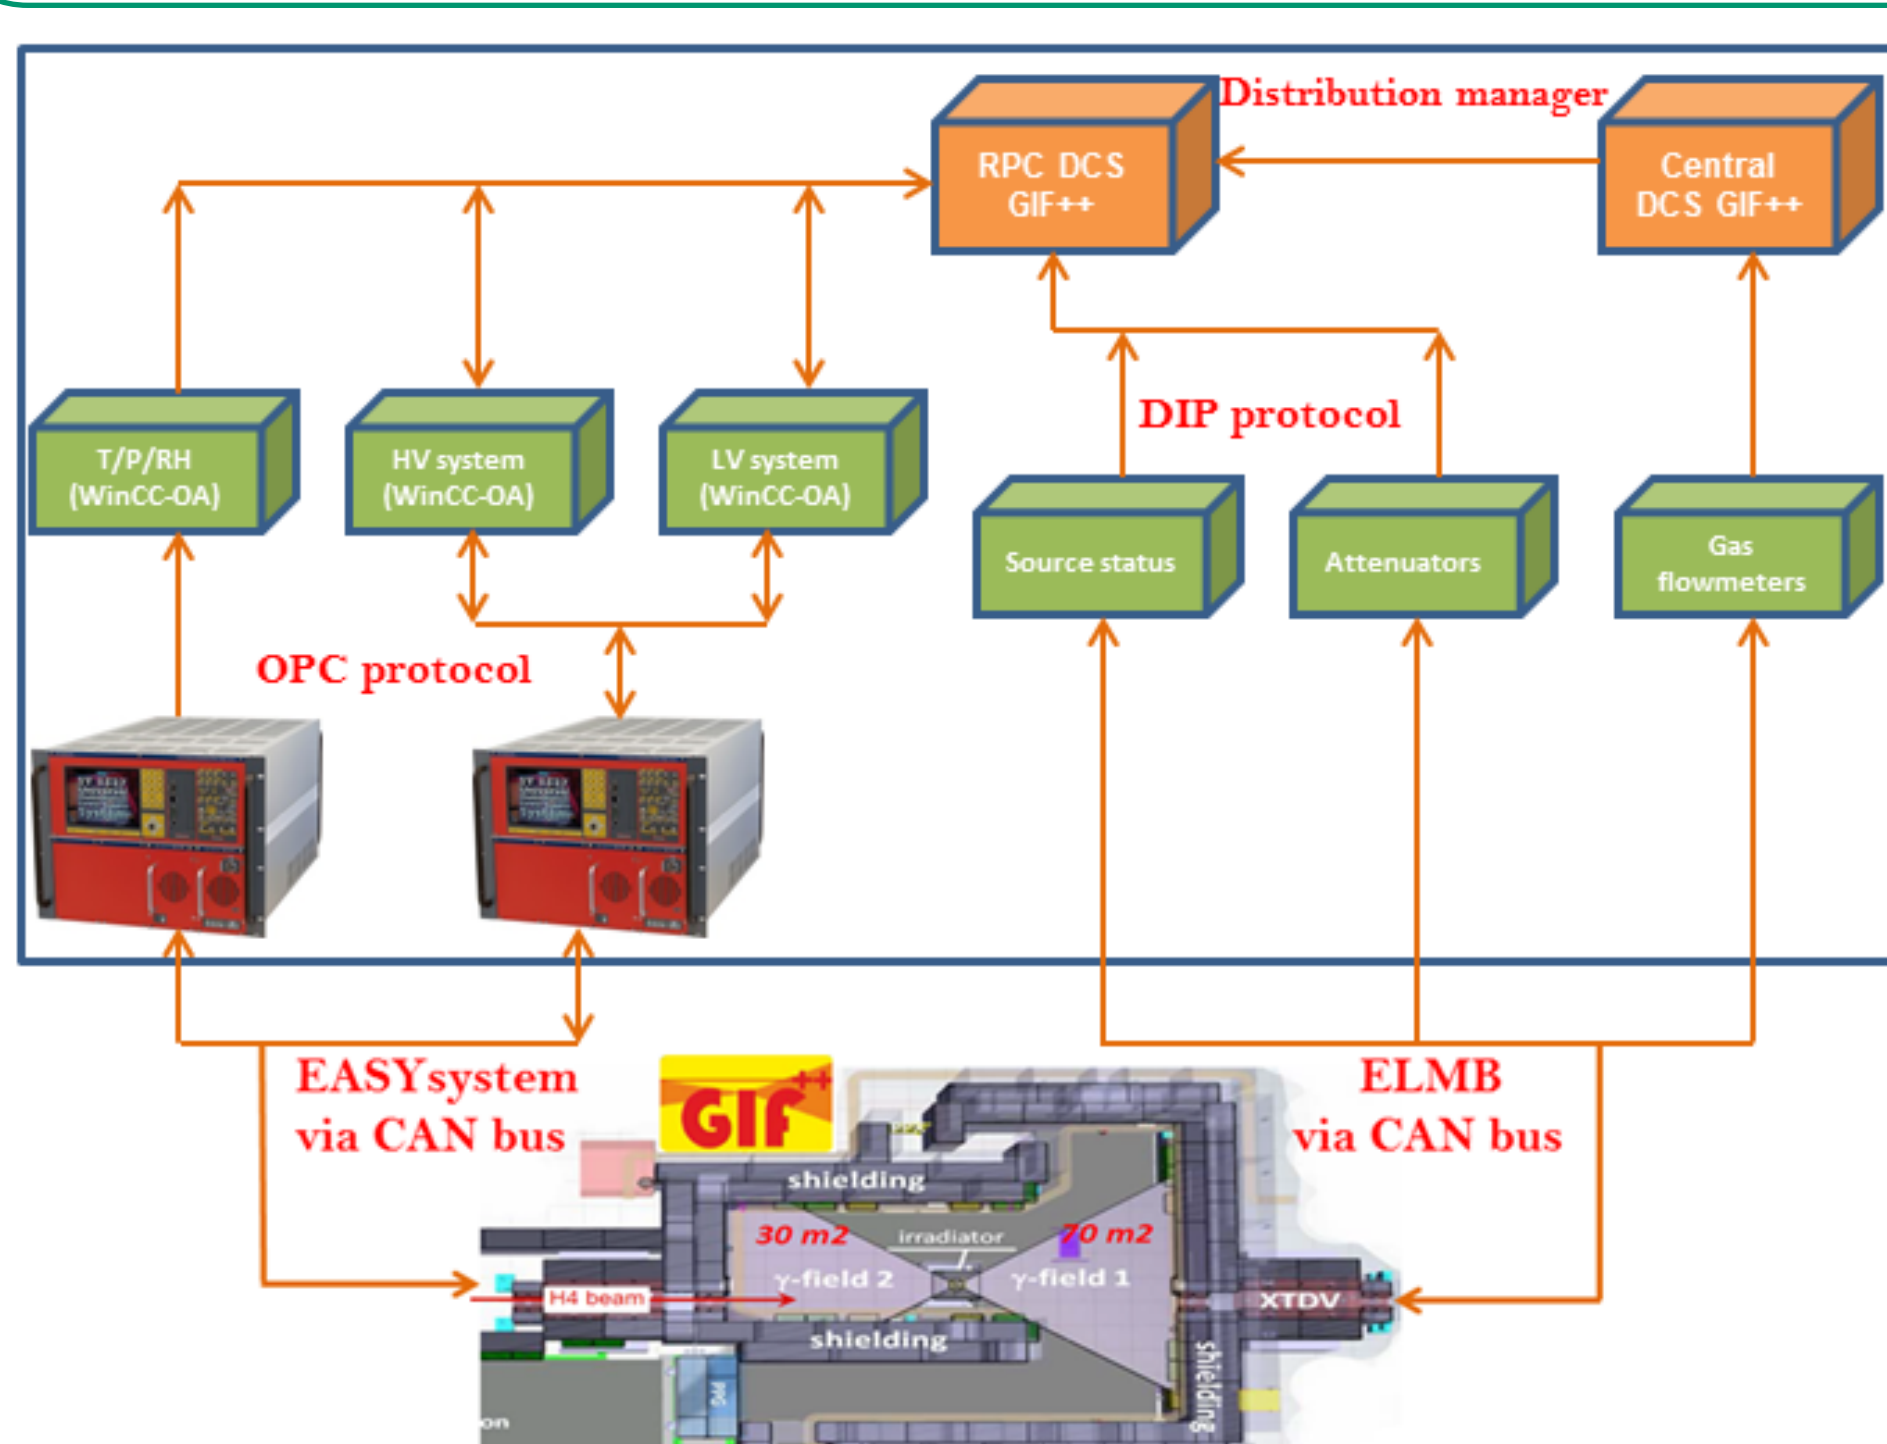 Distribution manager
RPC DCS
GIF++
Central
DCS GIF++
T/P/RH
(WinCC-OA)
HV system
(WinCC-OA)
LV system
(WinCC-OA)
DIP protocol
Source status
Attenuators
Gas
flowmeters
OPC protocol
EASYsystem
via CAN bus
GIF++
ELMB
via CAN bus
shielding
30 m2
irradiator
70 m2
γ-field 2
γ-field 1
H4 beam
XTDV
shielding
shielding
PPG
on